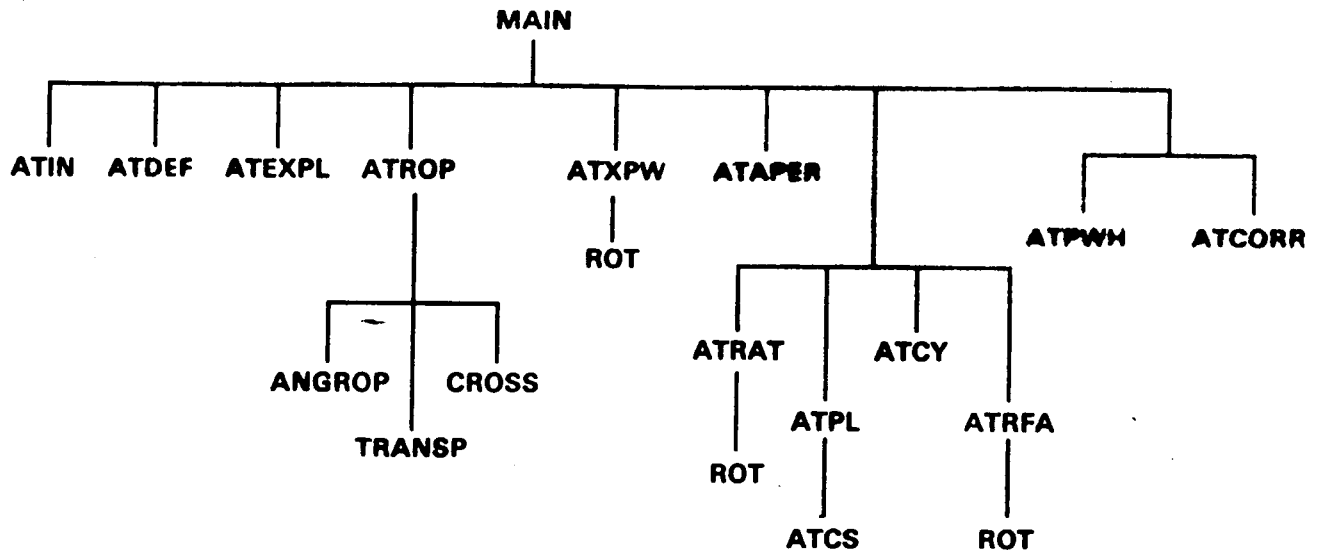 MAIN
ATIN ATDEF ATEXPL ATROP ATXPW ATAPER
ROT
ATPWH ATCORR
ATRAT ATCY
ANGROP CROSS
ATPL ATRFA
TRANSP
ROT
ATCS ROT